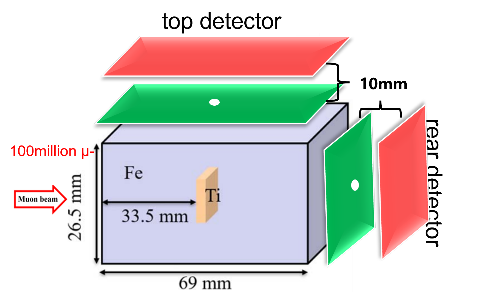 top detector
10mm
100million μ-
Fe
Muon beam
Ti
26.5 mm
33.5 mm
69 mm
rear detector